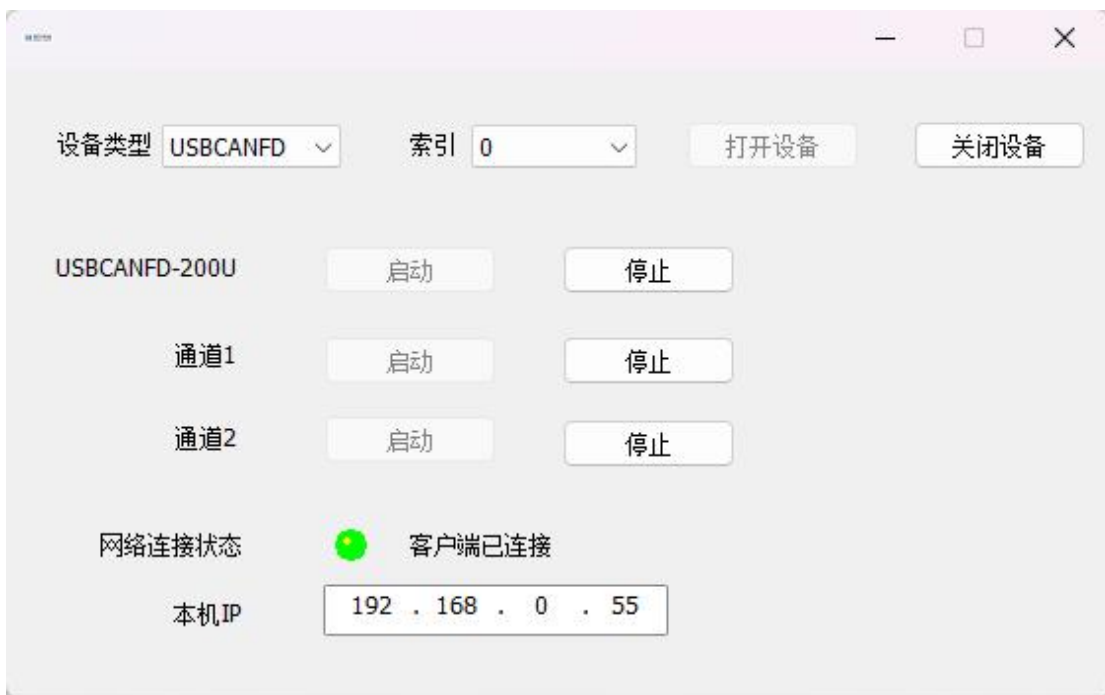 设备类型 USBCANFD 索引 0 打开设备 关闭设备
USBCANFD-200U 启动 停止
通道1 启动 停止
通道2 启动 停止
网络连接状态 客户端已连接
本机IP 192 . 168 . 0 . 55